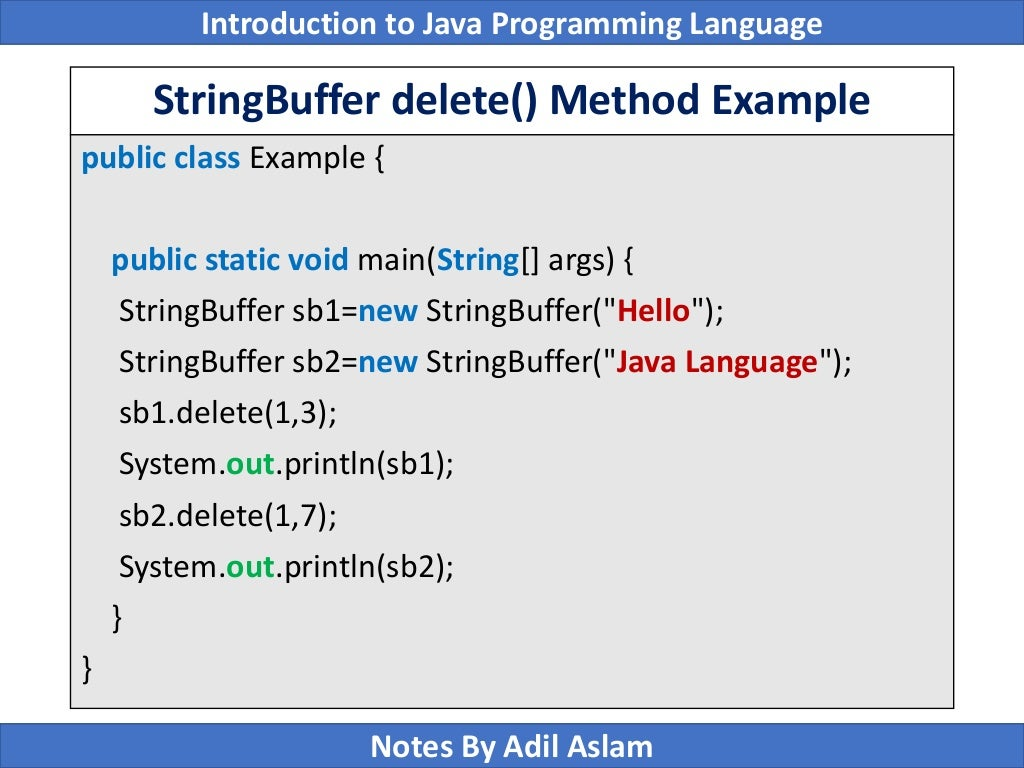 Introduction to Java Programming Language
StringBuffer delete() Method Example
public class Example {
public static void main(String[] args) {
StringBuffer sb1=new StringBuffer("Hello");
StringBuffer sb2=new StringBuffer("Java Language");
sb1.delete(1,3);
System.out.println(sb1);
sb2.delete(1,7);
System.out.println(sb2);
}
}
Notes By Adil Aslam